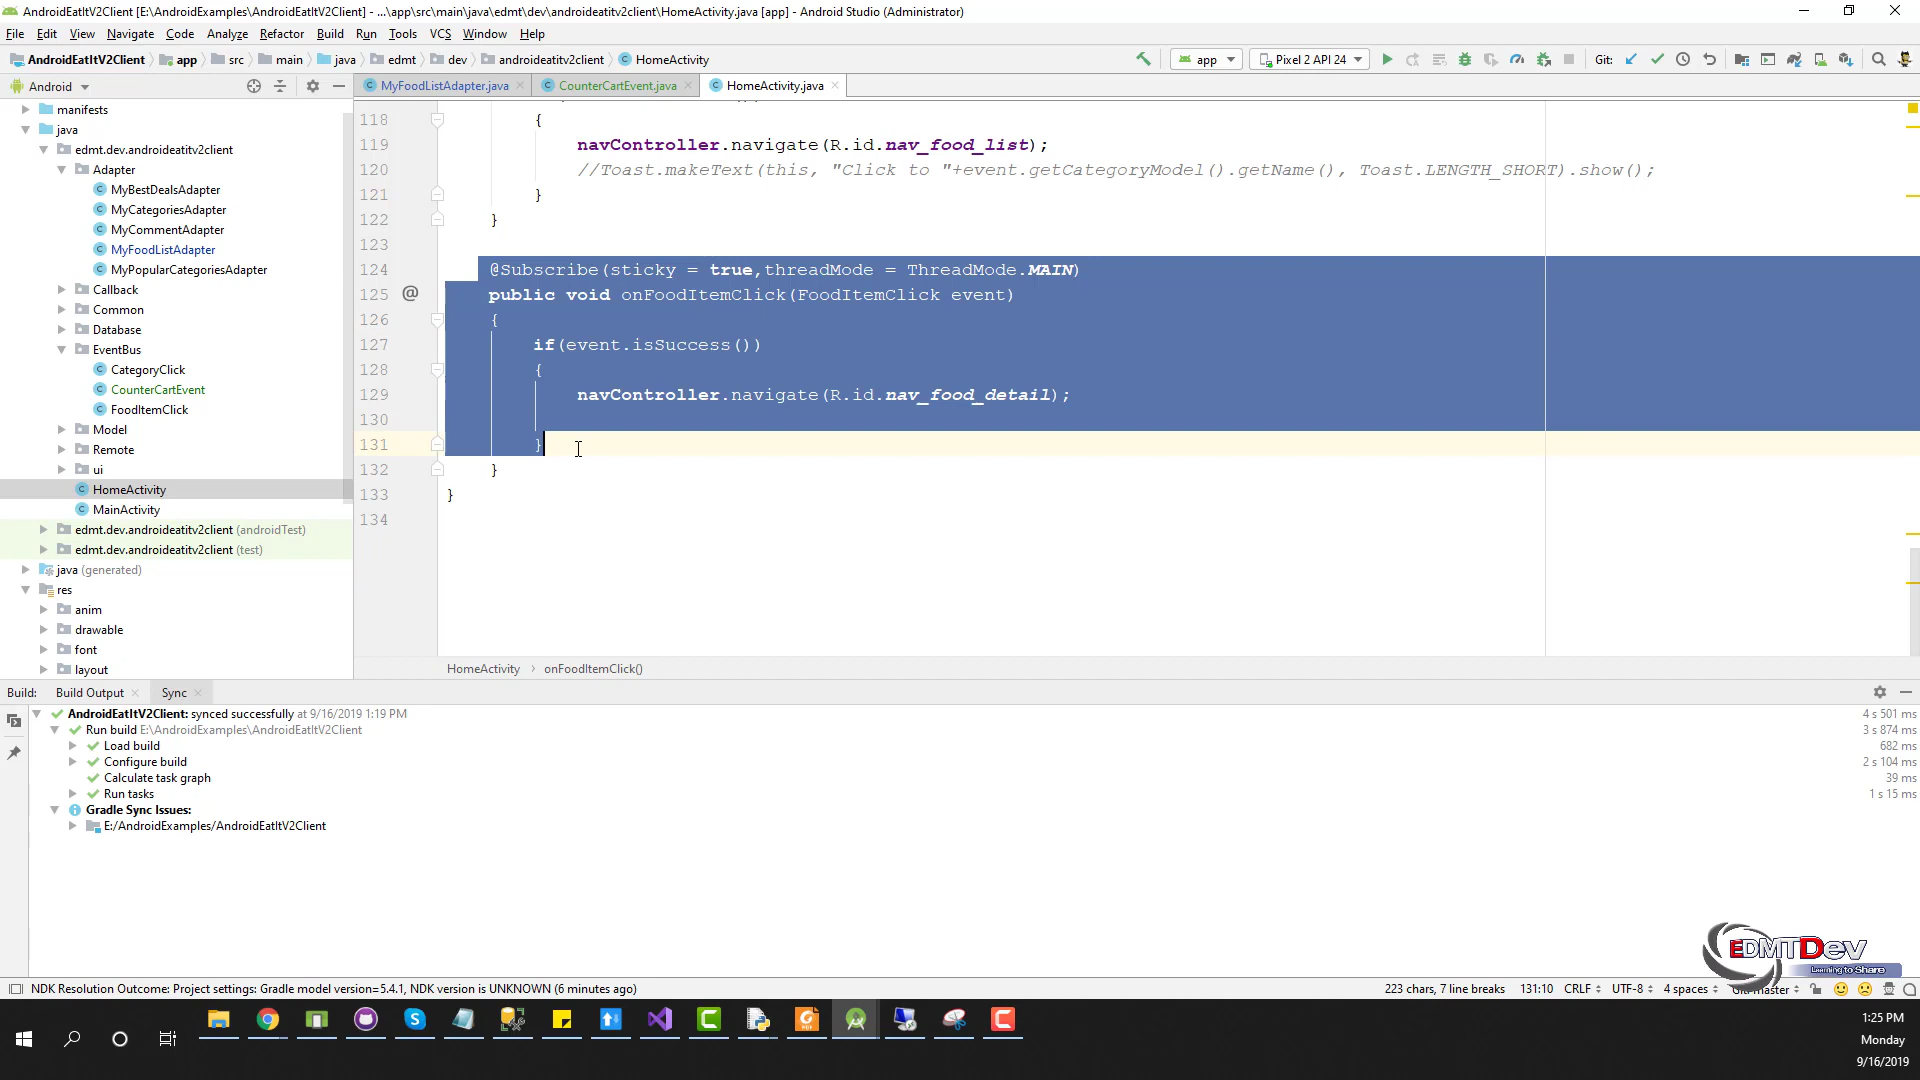 AndroidEatItV2Client [E:\AndroidExamples\AndroidEatItV2Client] - ...\app\src\main\java\edmt\dev\androideatitv2client\HomeActivity.java [app] - Android Studio (Administrator)
File Edit View Navigate Code Analyze Refactor Build Run Tools VCS Window Help
AndroidEatItV2Client app src main java edmt dev androideatitv2client HomeActivity app Pixel 2 API 24 Git:
Android MyFoodListAdapter.java CounterCartEvent.java HomeActivity.java
manifests
java
edmt.dev.androideatitv2client
Adapter
MyBestDealsAdapter
MyCategoriesAdapter
MyCommentAdapter
MyFoodListAdapter
MyPopularCategoriesAdapter
Callback
Common
Database
EventBus
CategoryClick
CounterCartEvent
FoodItemClick
Model
Remote
ui
HomeActivity
MainActivity
edmt.dev.androideatitv2client (androidTest)
edmt.dev.androideatitv2client (test)
java (generated)
res
anim
drawable
font
layout
118 {
119 navController.navigate(R.id.nav_food_list);
120 //Toast.makeText(this, "Click to "+event.getCategoryModel().getName(), Toast.LENGTH_SHORT).show();
121 }
122 }
123
124 @Subscribe(sticky = true,threadMode = ThreadMode.MAIN)
125 @ public void onFoodItemClick(FoodItemClick event)
126 {
127 if(event.isSuccess())
128 {
129 navController.navigate(R.id.nav_food_detail);
130
131 }
132 }
133 }
134
HomeActivity › onFoodItemClick()
Build: Build Output Sync
AndroidEatItV2Client: synced successfully at 9/16/2019 1:19 PM 4 s 501 ms
Run build E:\AndroidExamples\AndroidEatItV2Client 3 s 874 ms
Load build 682 ms
Configure build 2 s 104 ms
Calculate task graph 39 ms
Run tasks 1 s 15 ms
Gradle Sync Issues:
E:/AndroidExamples/AndroidEatItV2Client
EDMTDev
Learning to Share
NDK Resolution Outcome: Project settings: Gradle model version=5.4.1, NDK version is UNKNOWN (6 minutes ago) 223 chars, 7 line breaks 131:10 CRLF UTF-8 4 spaces Git: master
1:25 PM
Monday
9/16/2019